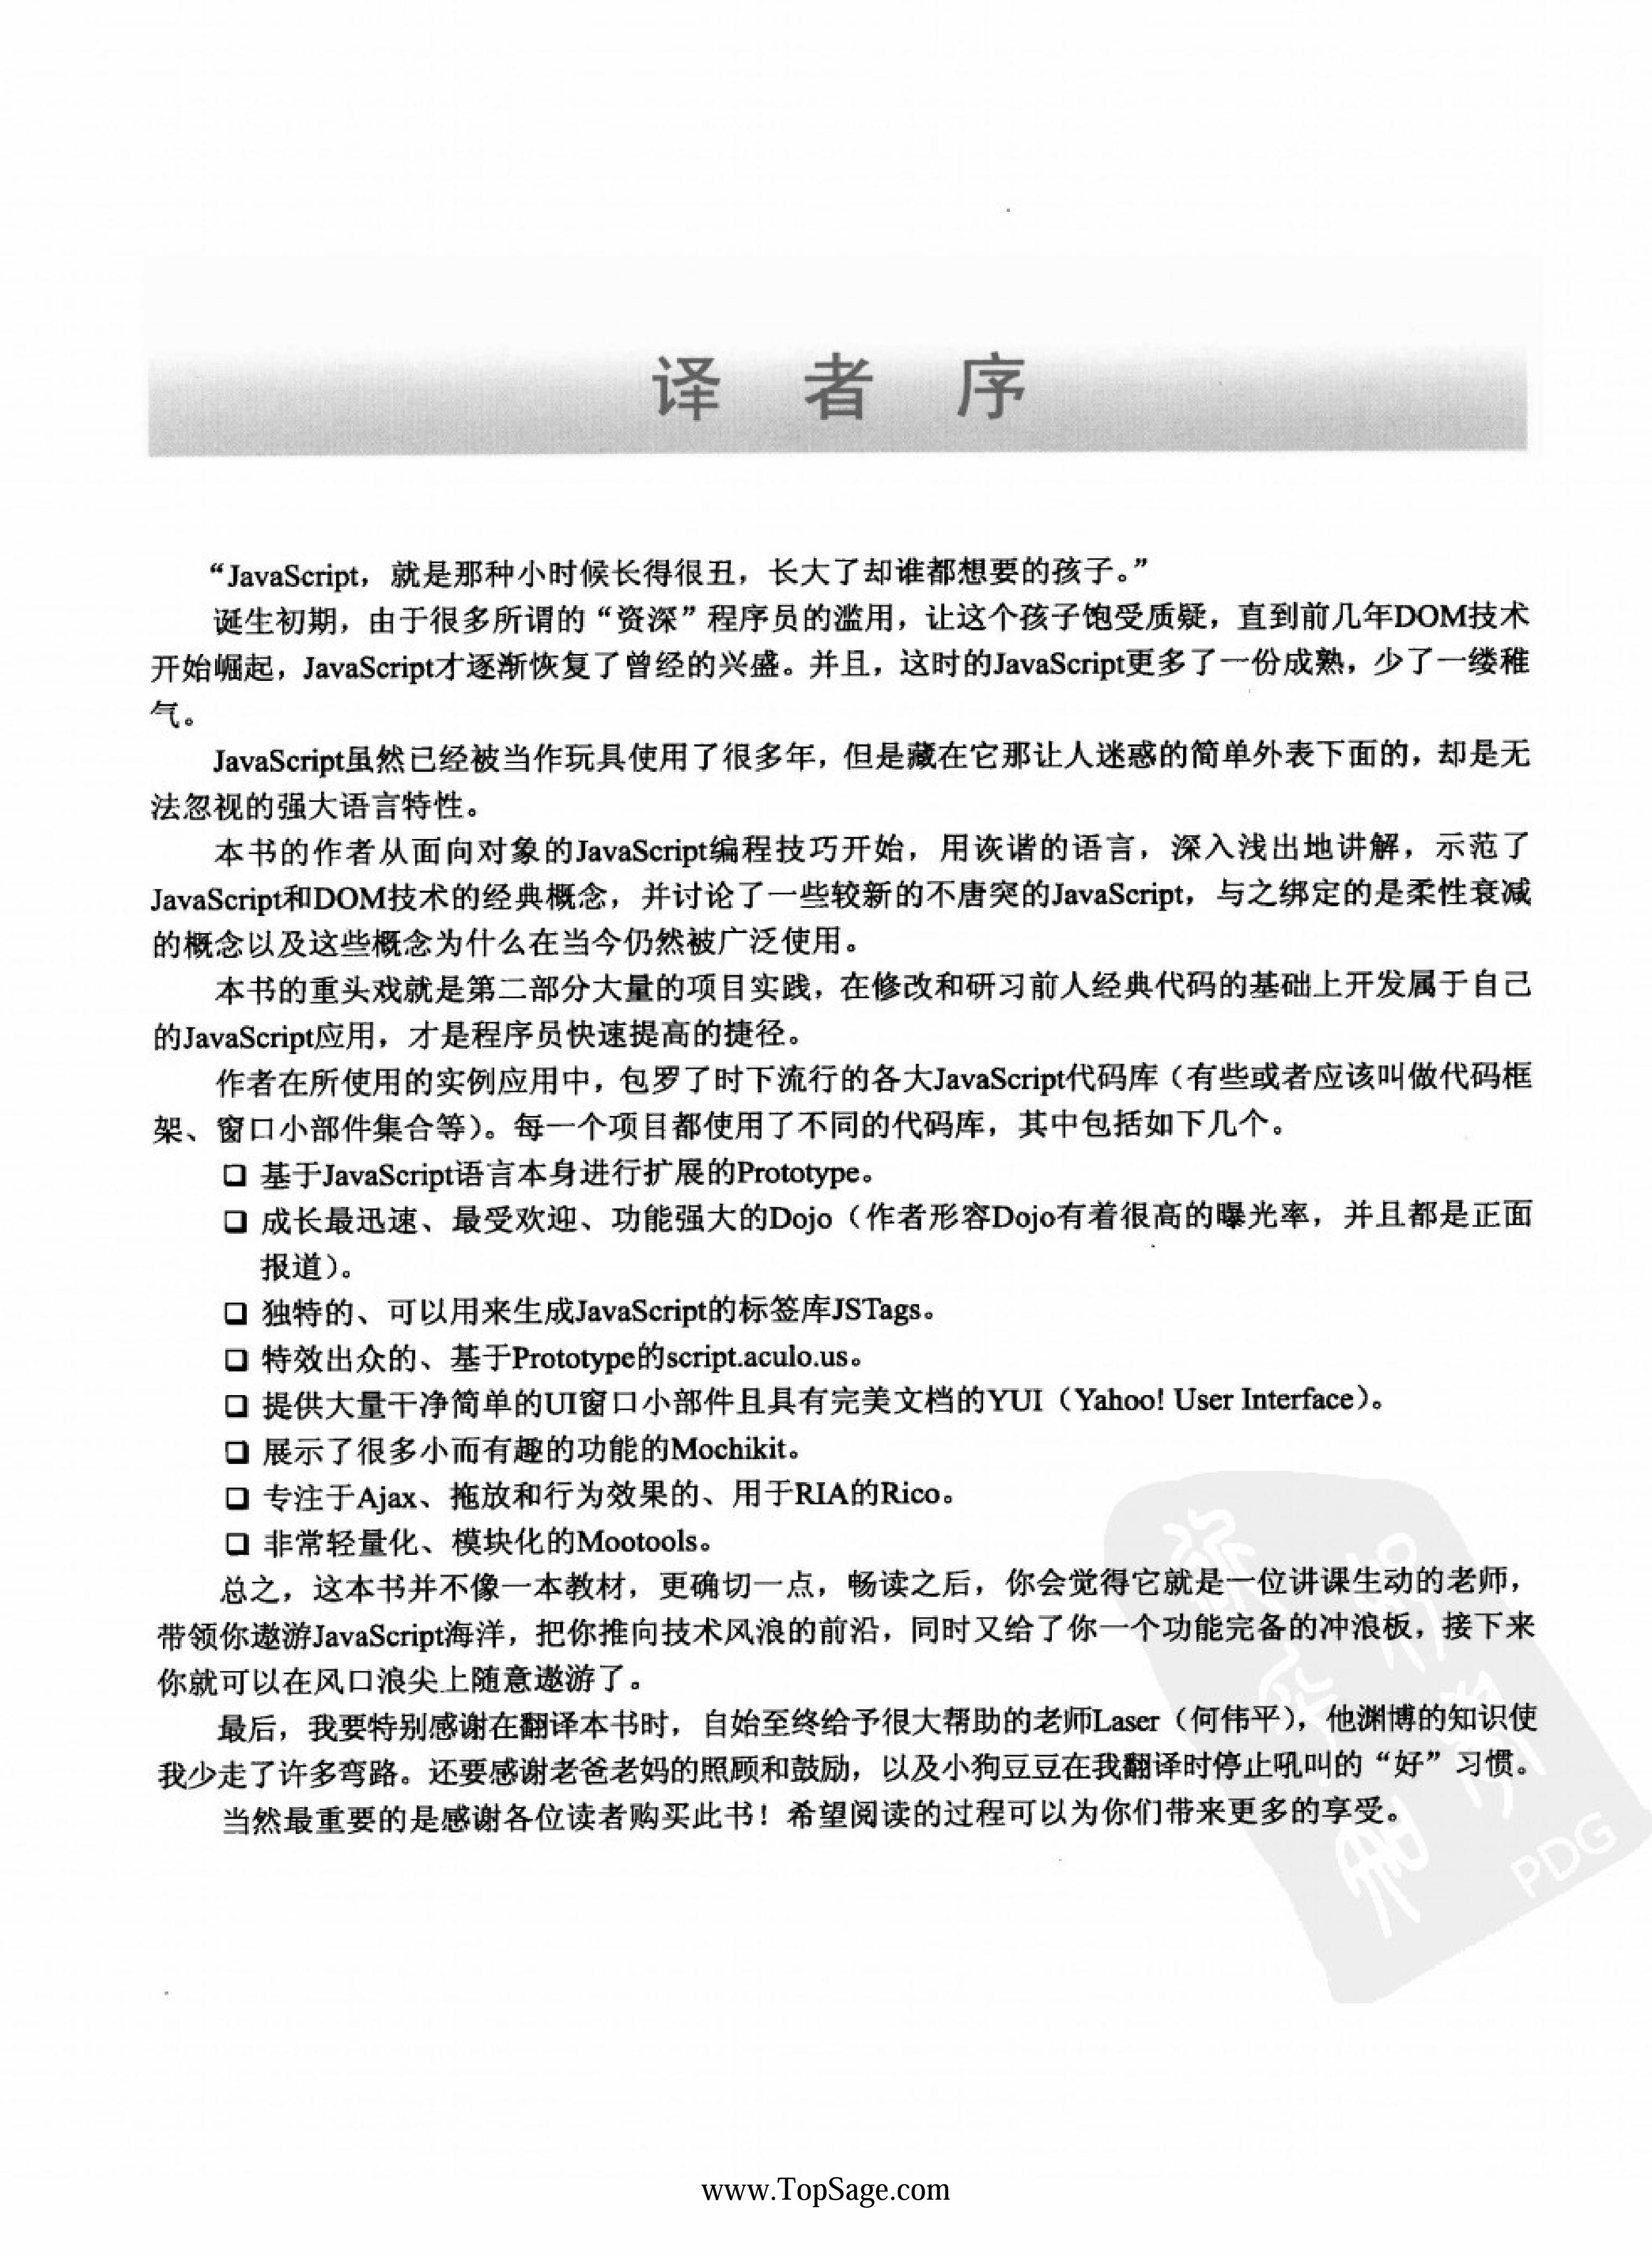 译 者 序
“JavaScript，就是那种小时候长得很丑，长大了却谁都想要的孩子。”
诞生初期，由于很多所谓的“资深”程序员的滥用，让这个孩子饱受质疑，直到前几年DOM技术
开始崛起，JavaScript才逐渐恢复了曾经的兴盛。并且，这时的JavaScript更多了一份成熟，少了一缕稚
气。
JavaScript虽然已经被当作玩具使用了很多年，但是藏在它那让人迷惑的简单外表下面的，却是无
法忽视的强大语言特性。
本书的作者从面向对象的JavaScript编程技巧开始，用诙谐的语言，深入浅出地讲解，示范了
JavaScript和DOM技术的经典概念，并讨论了一些较新的不唐突的JavaScript，与之绑定的是柔性衰减
的概念以及这些概念为什么在当今仍然被广泛使用。
本书的重头戏就是第二部分大量的项目实践，在修改和研习前人经典代码的基础上开发属于自己
的JavaScript应用，才是程序员快速提高的捷径。
作者在所使用的实例应用中，包罗了时下流行的各大JavaScript代码库（有些或者应该叫做代码框
架、窗口小部件集合等）。每一个项目都使用了不同的代码库，其中包括如下几个。
❑ 基于JavaScript语言本身进行扩展的Prototype。
❑ 成长最迅速、最受欢迎、功能强大的Dojo（作者形容Dojo有着很高的曝光率，并且都是正面
报道）。
❑ 独特的、可以用来生成JavaScript的标签库JSTags。
❑ 特效出众的、基于Prototype的script.aculo.us。
❑ 提供大量干净简单的UI窗口小部件且具有完美文档的YUI（Yahoo! User Interface）。
❑ 展示了很多小而有趣的功能的Mochikit。
❑ 专注于Ajax、拖放和行为效果的、用于RIA的Rico。
❑ 非常轻量化、模块化的Mootools。
总之，这本书并不像一本教材，更确切一点，畅读之后，你会觉得它就是一位讲课生动的老师，
带领你遨游JavaScript海洋，把你推向技术风浪的前沿，同时又给了你一个功能完备的冲浪板，接下来
你就可以在风口浪尖上随意遨游了。
最后，我要特别感谢在翻译本书时，自始至终给予很大帮助的老师Laser（何伟平），他渊博的知识使
我少走了许多弯路。还要感谢老爸老妈的照顾和鼓励，以及小狗豆豆在我翻译时停止吼叫的“好”习惯。
当然最重要的是感谢各位读者购买此书！希望阅读的过程可以为你们带来更多的享受。
PDG
www.TopSage.com